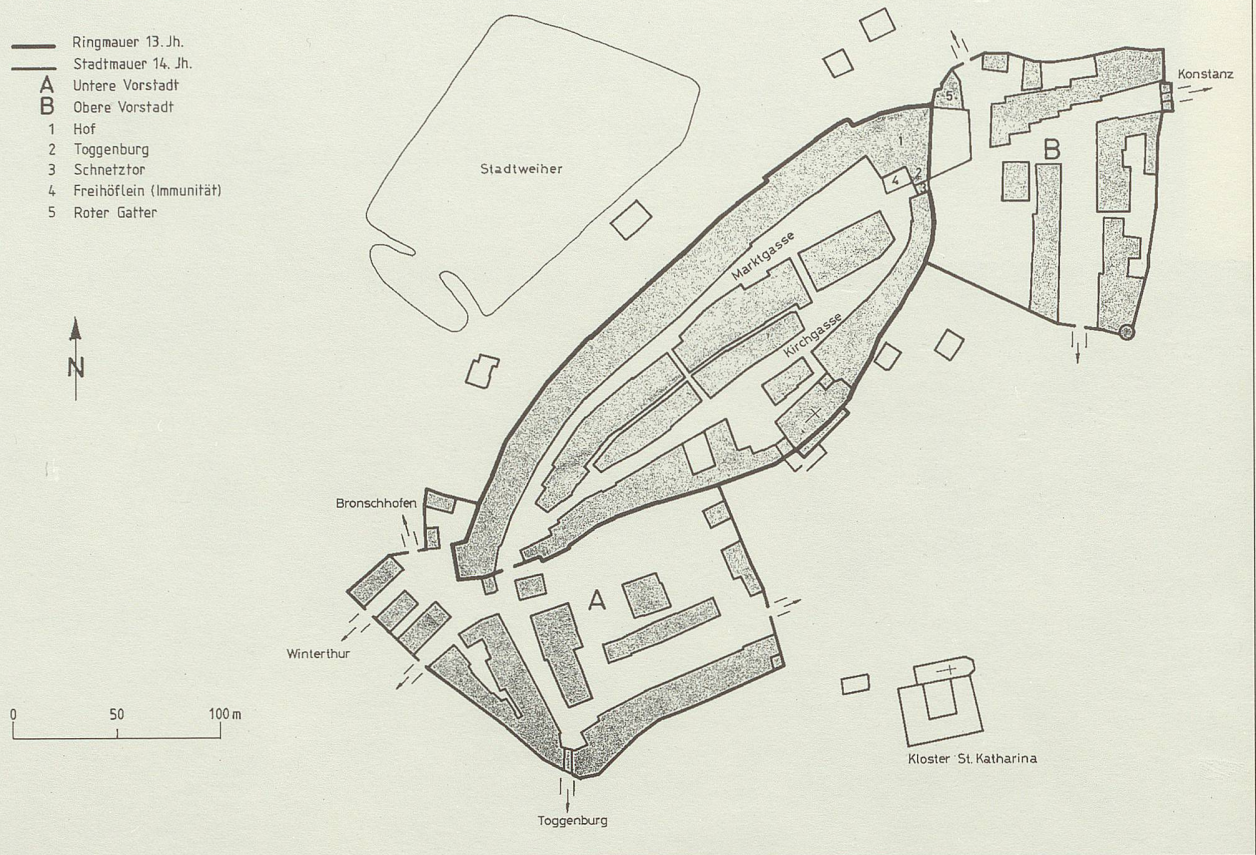 Ringmauer 13. Jh.
Stadtmauer 14. Jh.
A Untere Vorstadt
B Obere Vorstadt
1 Hof
2 Toggenburg
3 Schnetztor
4 Freihöflein (Immunität)
5 Roter Gatter
N
0 50 100 m
Stadtweiher
Konstanz
5
B
1
2
4
3
Marktgasse
Kirchgasse
Bronschhofen
A
Winterthur
Toggenburg
Kloster St. Katharina